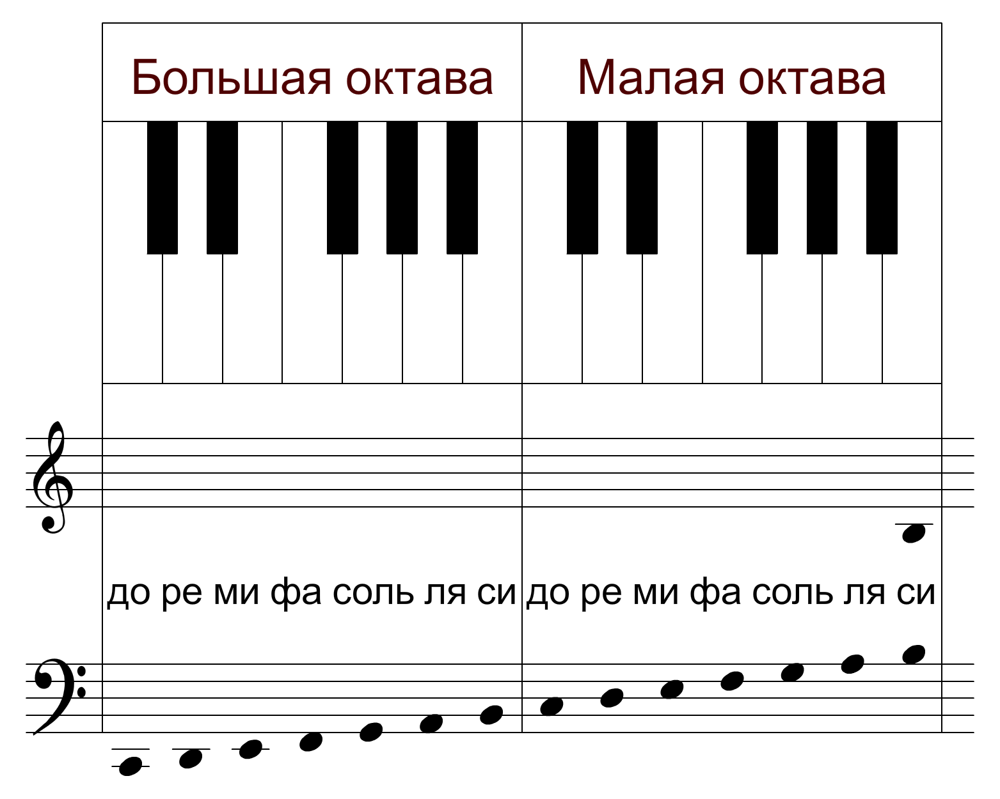 Большая октава
Малая октава
до ре ми фа соль ля си до ре ми фа соль ля си